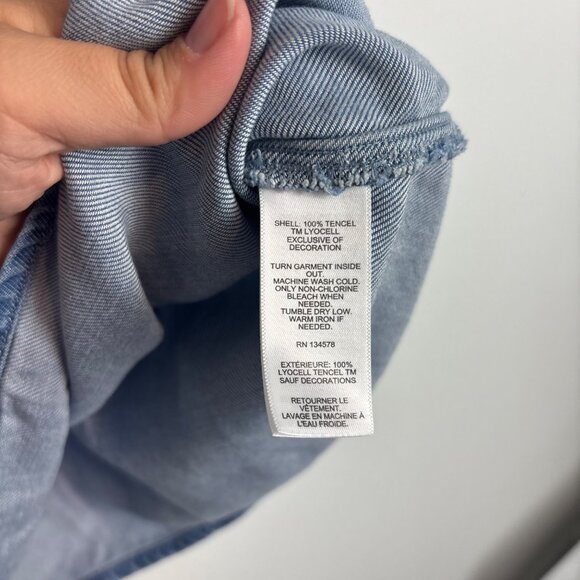 SHELL: 100% TENCEL
TM LYOCELL
EXCLUSIVE OF
DECORATION
TURN GARMENT INSIDE
OUT.
MACHINE WASH COLD.
ONLY NON-CHLORINE
BLEACH WHEN
NEEDED.
TUMBLE DRY LOW.
WARM IRON IF
NEEDED.
RN 134578
EXTÉRIEURE: 100%
LYOCELL TENCEL TM
SAUF DECORATIONS
RETOURNER LE
VÊTEMENT.
LAVAGE EN MACHINE À
L'EAU FROIDE.